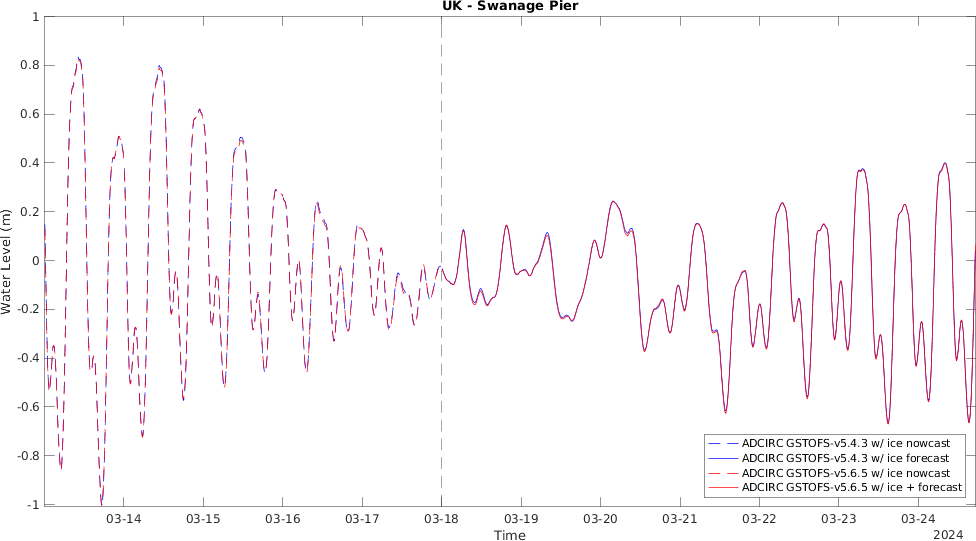 UK - Swanage Pier
Water Level (m)
1
0.8
0.6
0.4
0.2
0
-0.2
-0.4
-0.6
-0.8
-1
ADCIRC GSTOFS-v5.4.3 w/ ice nowcast
ADCIRC GSTOFS-v5.4.3 w/ ice forecast
ADCIRC GSTOFS-v5.6.5 w/ ice nowcast
ADCIRC GSTOFS-v5.6.5 w/ ice + forecast
03-14 03-15 03-16 03-17 03-18 03-19 03-20 03-21 03-22 03-23 03-24
Time
2024